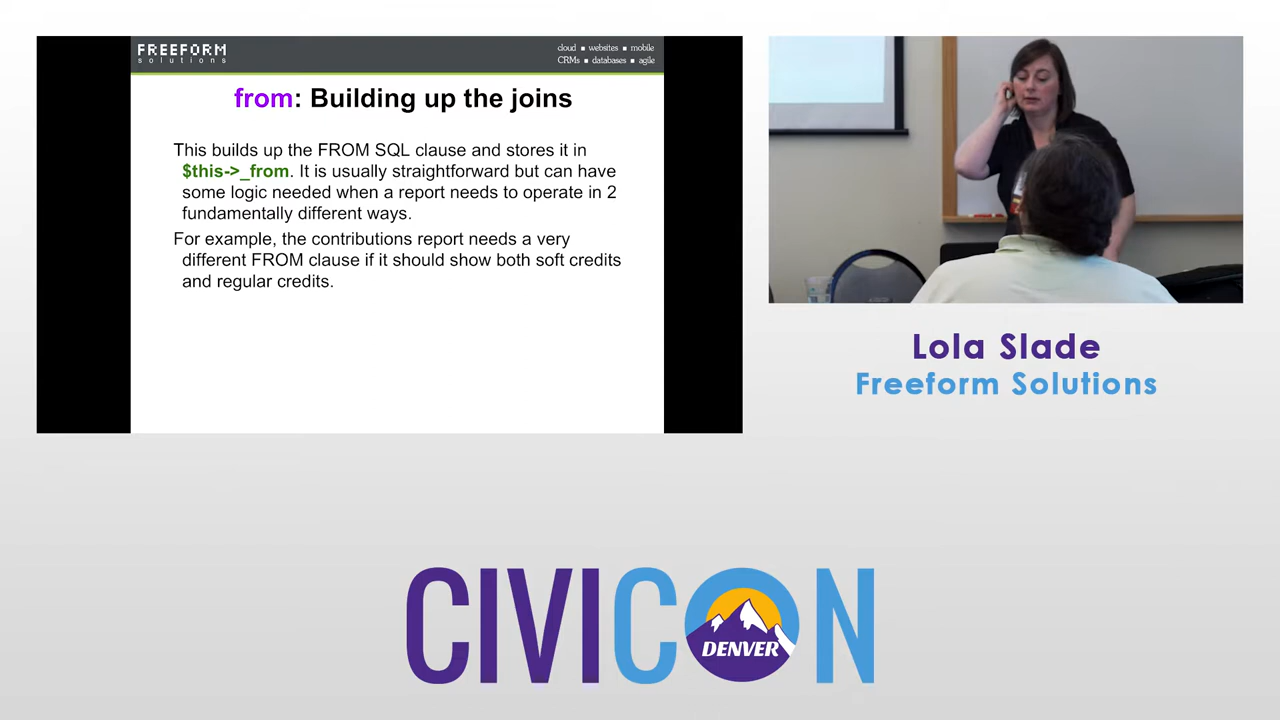 FREEFORM
solutions
cloud ▪ websites ▪ mobile
CRMs ▪ databases ▪ agile
from: Building up the joins
This builds up the FROM SQL clause and stores it in
$this->_from. It is usually straightforward but can have
some logic needed when a report needs to operate in 2
fundamentally different ways.
For example, the contributions report needs a very
different FROM clause if it should show both soft credits
and regular credits.
Lola Slade
Freeform Solutions
CIVICON
DENVER